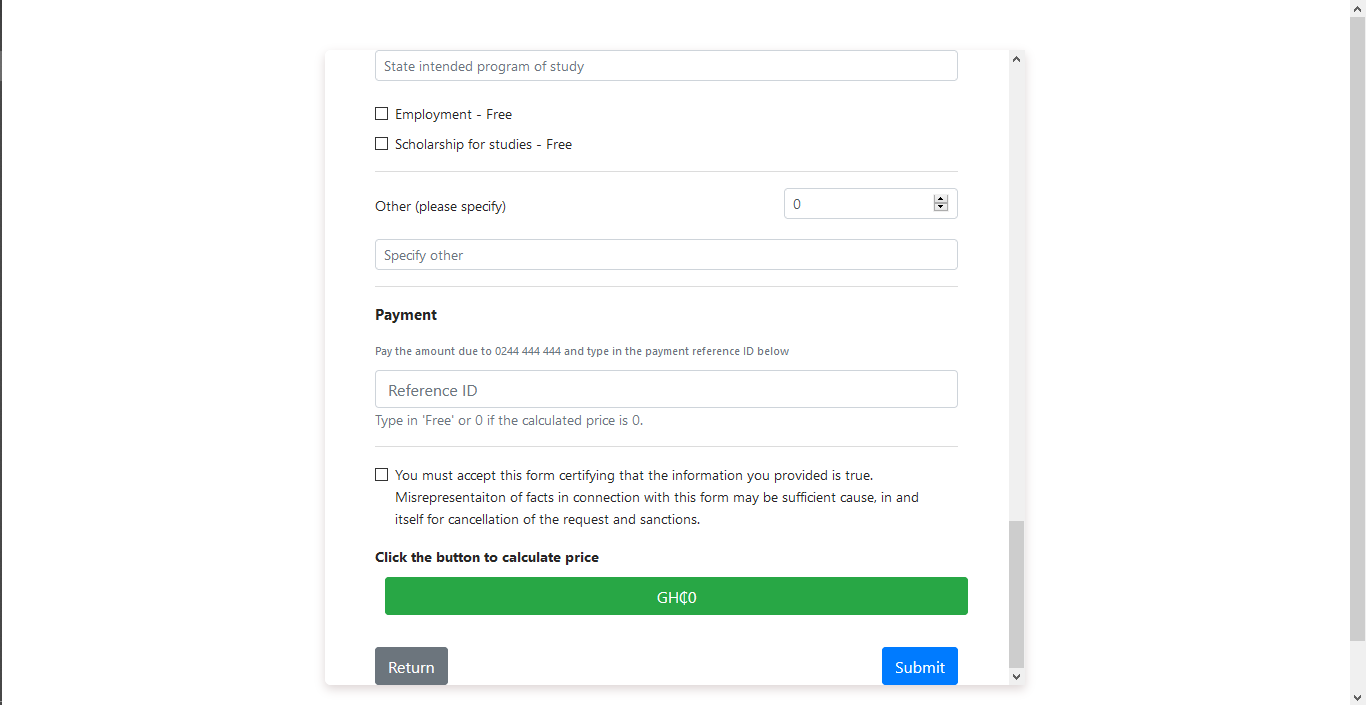 State intended program of study
Employment - Free
Scholarship for studies - Free
Other (please specify)
0
Specify other
Payment
Pay the amount due to 0244 444 444 and type in the payment reference ID below
Reference ID
Type in 'Free' or 0 if the calculated price is 0.
You must accept this form certifying that the information you provided is true.
Misrepresentaiton of facts in connection with this form may be sufficient cause, in and
itself for cancellation of the request and sanctions.
Click the button to calculate price
GH₵0
Return
Submit